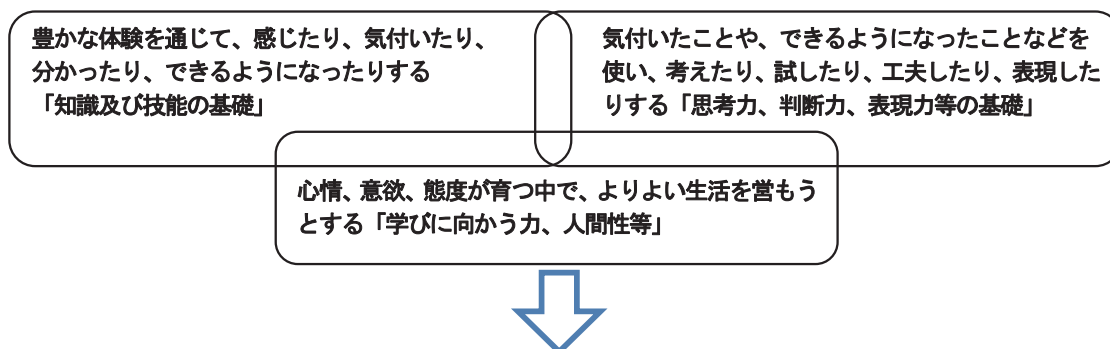 豊かな体験を通じて、感じたり、気付いたり、
分かったり、できるようになったりする
「知識及び技能の基礎」
気付いたことや、できるようになったことなどを
使い、考えたり、試したり、工夫したり、表現した
りする「思考力、判断力、表現力等の基礎」
心情、意欲、態度が育つ中で、よりよい生活を営もう
とする「学びに向かう力、人間性等」